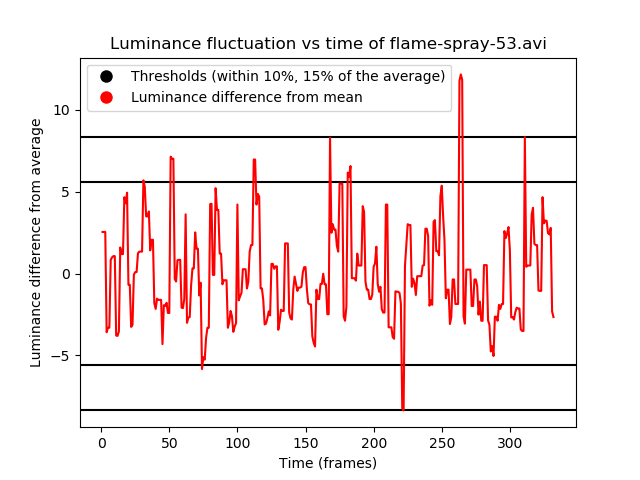 Luminance fluctuation vs time of flame-spray-53.avi
Thresholds (within 10%, 15% of the average)
Luminance difference from mean
Luminance difference from average
10
5
0
−5
0 50 100 150 200 250 300
Time (frames)